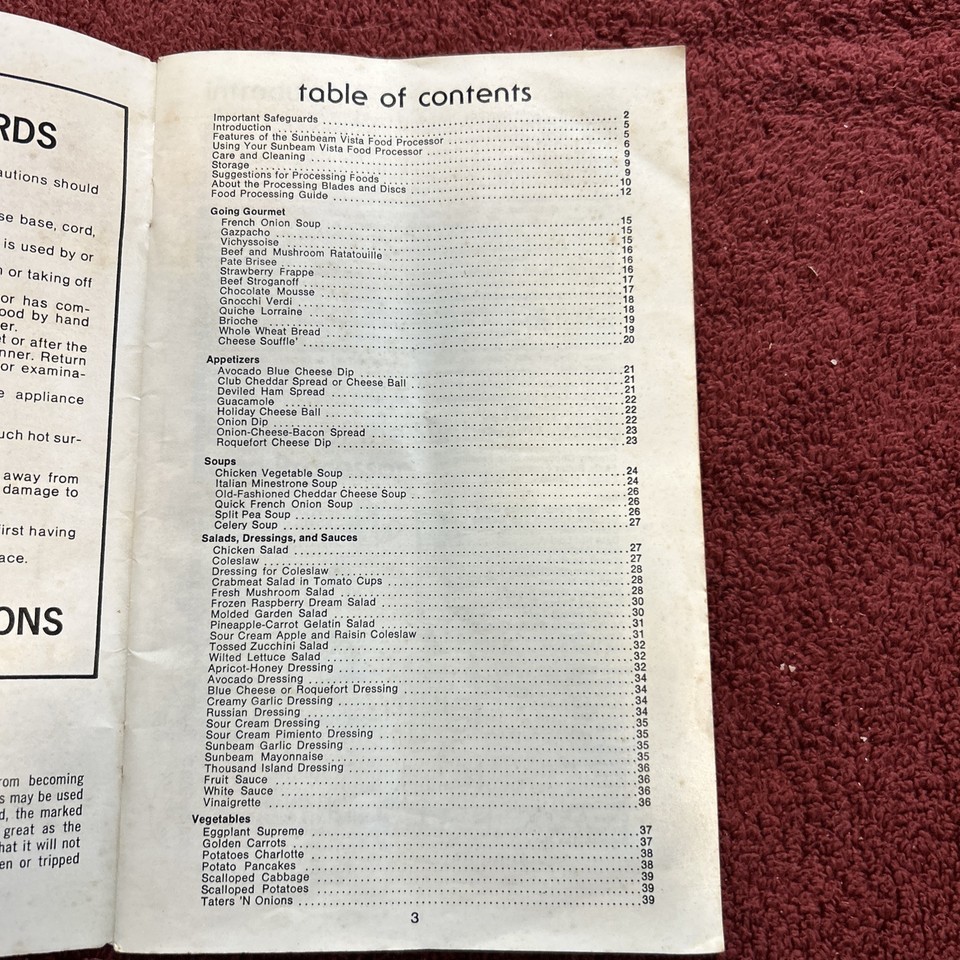 RDS
autions should
se base, cord,
is used by or
or taking off
or has com-
ood by hand
er.
t or after the
nner. Return
or examina-
e appliance
uch hot sur-
away from
damage to
irst having
ace.
ONS
rom becoming
s may be used
d, the marked
great as the
hat it will not
en or tripped
table of contents
Important Safeguards 2
Introduction 5
Features of the Sunbeam Vista Food Processor 5
Using Your Sunbeam Vista Food Processor 6
Care and Cleaning 9
Storage 9
Suggestions for Processing Foods 9
About the Processing Blades and Discs 10
Food Processing Guide 12
Going Gourmet
French Onion Soup 15
Gazpacho 15
Vichyssoise 15
Beef and Mushroom Ratatouille 16
Pate Brisee 16
Strawberry Frappe 16
Beef Stroganoff 17
Chocolate Mousse 17
Gnocchi Verdi 18
Quiche Lorraine 18
Brioche 19
Whole Wheat Bread 19
Cheese Souffle' 20
Appetizers
Avocado Blue Cheese Dip 21
Club Cheddar Spread or Cheese Ball 21
Deviled Ham Spread 21
Guacamole 22
Holiday Cheese Ball 22
Onion Dip 22
Onion-Cheese-Bacon Spread 23
Roquefort Cheese Dip 23
Soups
Chicken Vegetable Soup 24
Italian Minestrone Soup 24
Old-Fashioned Cheddar Cheese Soup 26
Quick French Onion Soup 26
Split Pea Soup 26
Celery Soup 27
Salads, Dressings, and Sauces
Chicken Salad 27
Coleslaw 27
Dressing for Coleslaw 28
Crabmeat Salad in Tomato Cups 28
Fresh Mushroom Salad 28
Frozen Raspberry Dream Salad 30
Molded Garden Salad 30
Pineapple-Carrot Gelatin Salad 31
Sour Cream Apple and Raisin Coleslaw 31
Tossed Zucchini Salad 32
Wilted Lettuce Salad 32
Apricot-Honey Dressing 32
Avocado Dressing 34
Blue Cheese or Roquefort Dressing 34
Creamy Garlic Dressing 34
Russian Dressing 34
Sour Cream Dressing 35
Sour Cream Pimiento Dressing 35
Sunbeam Garlic Dressing 35
Sunbeam Mayonnaise 35
Thousand Island Dressing 36
Fruit Sauce 36
White Sauce 36
Vinaigrette 36
Vegetables
Eggplant Supreme 37
Golden Carrots 37
Potatoes Charlotte 38
Potato Pancakes 38
Scalloped Cabbage 39
Scalloped Potatoes 39
Taters 'N Onions 39
3